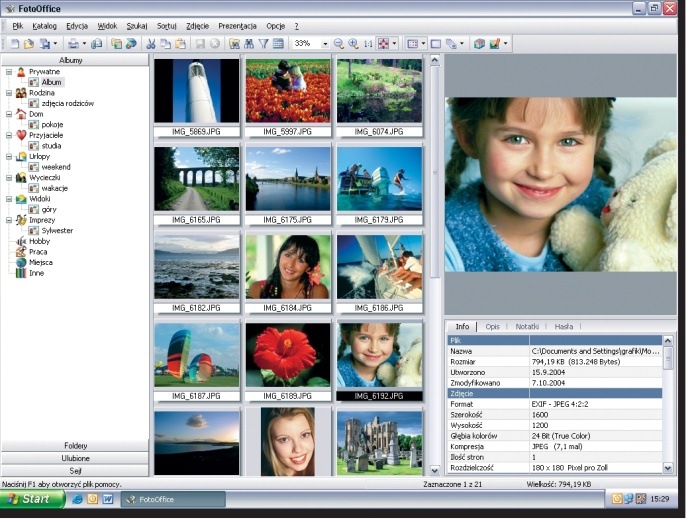 FotoOffice
Plik Katalog Edycja Widok Szukaj Sortuj Zdjęcie Prezentacja Opcje ?
33% 1:1
Albumy
Prywatne
Album
Rodzina
zdjęcia rodziców
Dom
pokoje
Przyjaciele
studia
Urlopy
weekend
Wycieczki
wakacje
Widoki
góry
Imprezy
Sylwester
Hobby
Praca
Miejsca
Inne
Foldery
Ulubione
Sejf
IMG_5869.JPG IMG_5997.JPG IMG_6074.JPG
IMG_6165.JPG IMG_6175.JPG IMG_6179.JPG
IMG_6182.JPG IMG_6184.JPG IMG_6186.JPG
IMG_6187.JPG IMG_6189.JPG IMG_6192.JPG
Info Opis Notatki Hasła
Plik
Nazwa C:\Documents and Settings\grafik\Mo...
Rozmiar 794,19 KB (813.248 Bytes)
Utworzono 15.9.2004
Zmodyfikowano 7.10.2004
Zdjęcie
Format EXIF - JPEG 4:2:2
Szerokość 1600
Wysokość 1200
Głębia kolorów 24 Bit (True Color)
Kompresja JPEG (7,1 mal)
Ilość stron 1
Rozdzielczość 180 x 180 Pixel pro Zoll
Naciśnij F1 aby otworzyć plik pomocy. Zaznaczone 1 z 21 Wielkość: 794,19 KB
Start FotoOffice 15:29